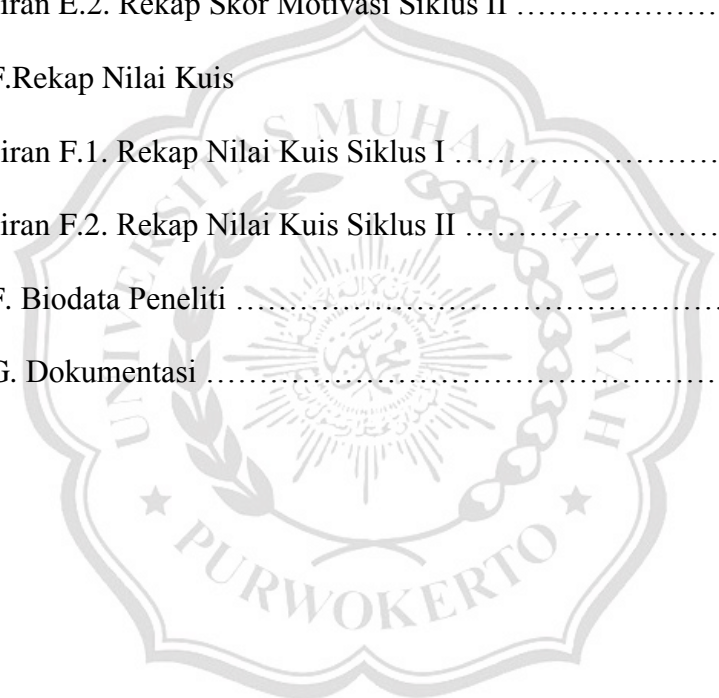 iran E.2. Rekap Skor Motivasi Siklus II …………………
F.Rekap Nilai Kuis
iran F.1. Rekap Nilai Kuis Siklus I ………………………
iran F.2. Rekap Nilai Kuis Siklus II ……………………
F. Biodata Peneliti ………………………………………
G. Dokumentasi …………………………………………
UNIVERSITAS MUHAMMADIYAH
PURWOKERTO